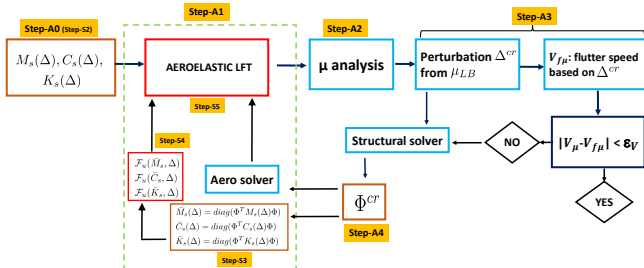 Step-A0 (Step-S2)
M_s(Δ), C_s(Δ),
K_s(Δ)
Step-A1
AEROELASTIC LFT
Step-S5
Step-A2
μ analysis
Step-A3
Perturbation Δ^{cr}
from μ_{LB}
V_{fμ}: flutter speed
based on Δ^{cr}
Structural solver
NO
|V_μ-V_{fμ}| < ε_V
YES
Step-S4
F_u(M̄_s, Δ)
F_u(C̄_s, Δ)
F_u(K̄_s, Δ)
Aero solver
Φ^{cr}
Step-A4
M̄_s(Δ) = diag(Φ^T M_s(Δ)Φ)
C̄_s(Δ) = diag(Φ^T C_s(Δ)Φ)
K̄_s(Δ) = diag(Φ^T K_s(Δ)Φ)
Step-S3